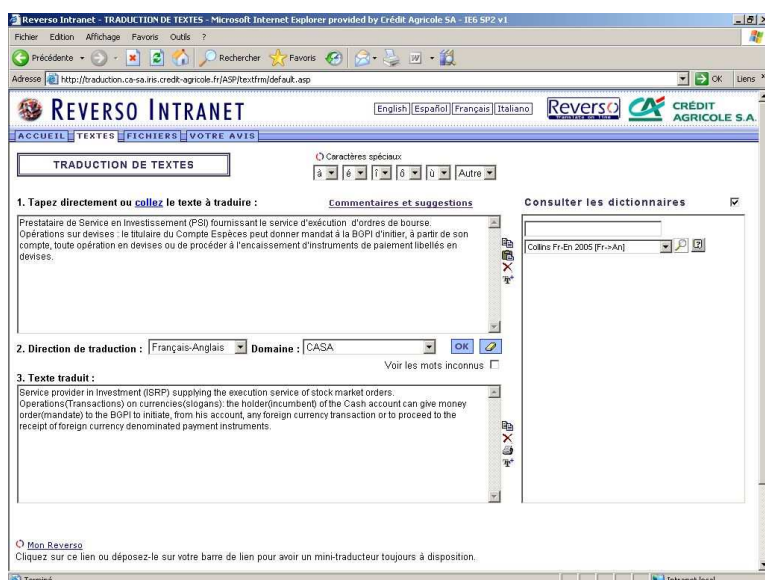 Reverso Intranet - TRADUCTION DE TEXTES - Microsoft Internet Explorer provided by Crédit Agricole SA - IE6 SP2 v1
Fichier Edition Affichage Favoris Outils ?
Précédente Rechercher Favoris
Adresse http://traduction.ca-sa.iris.credit-agricole.fr/ASP/textfrm/default.asp OK Liens
REVERSO INTRANET English Español Français Italiano Reverso CRÉDIT AGRICOLE S.A.
ACCUEIL TEXTES FICHIERS VOTRE AVIS
TRADUCTION DE TEXTES
Caractères spéciaux
à é î ô ù Autre
1. Tapez directement ou collez le texte à traduire : Commentaires et suggestions Consulter les dictionnaires
Prestataire de Service en Investissement (PSI) fournissant le service d'exécution d'ordres de bourse.
Opérations sur devises : le titulaire du Compte Espèces peut donner mandat à la BGPI d'initier, à partir de son
compte, toute opération en devises ou de procéder à l'encaissement d'instruments de paiement libellés en
devises.
Collins Fr-En 2005 [Fr->An]
2. Direction de traduction : Français-Anglais Domaine : CASA OK
Voir les mots inconnus
3. Texte traduit :
Service provider in Investment (ISRP) supplying the execution service of stock market orders.
Operations(Transactions) on currencies(slogans): the holder(incumbent) of the Cash account can give money
order(mandate) to the BGPI to initiate, from his account, any foreign currency transaction or to proceed to the
receipt of foreign currency denominated payment instruments.
Mon Reverso
Cliquez sur ce lien ou déposez-le sur votre barre de lien pour avoir un mini-traducteur toujours à disposition.
Terminé Intranet local